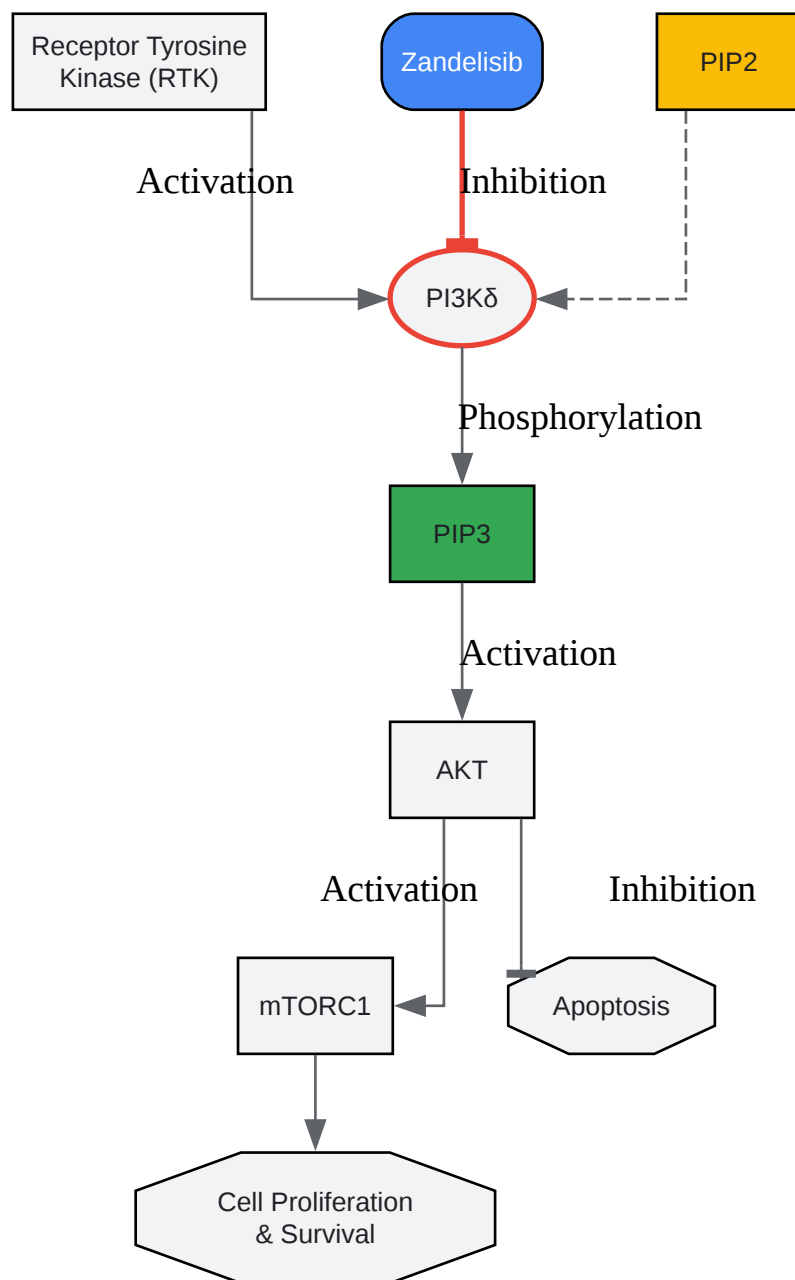 Receptor Tyrosine
Kinase (RTK)
Zandelisib
PIP2
Activation
Inhibition
PI3Kδ
Phosphorylation
PIP3
Activation
AKT
Activation
Inhibition
mTORC1
Apoptosis
Cell Proliferation
& Survival